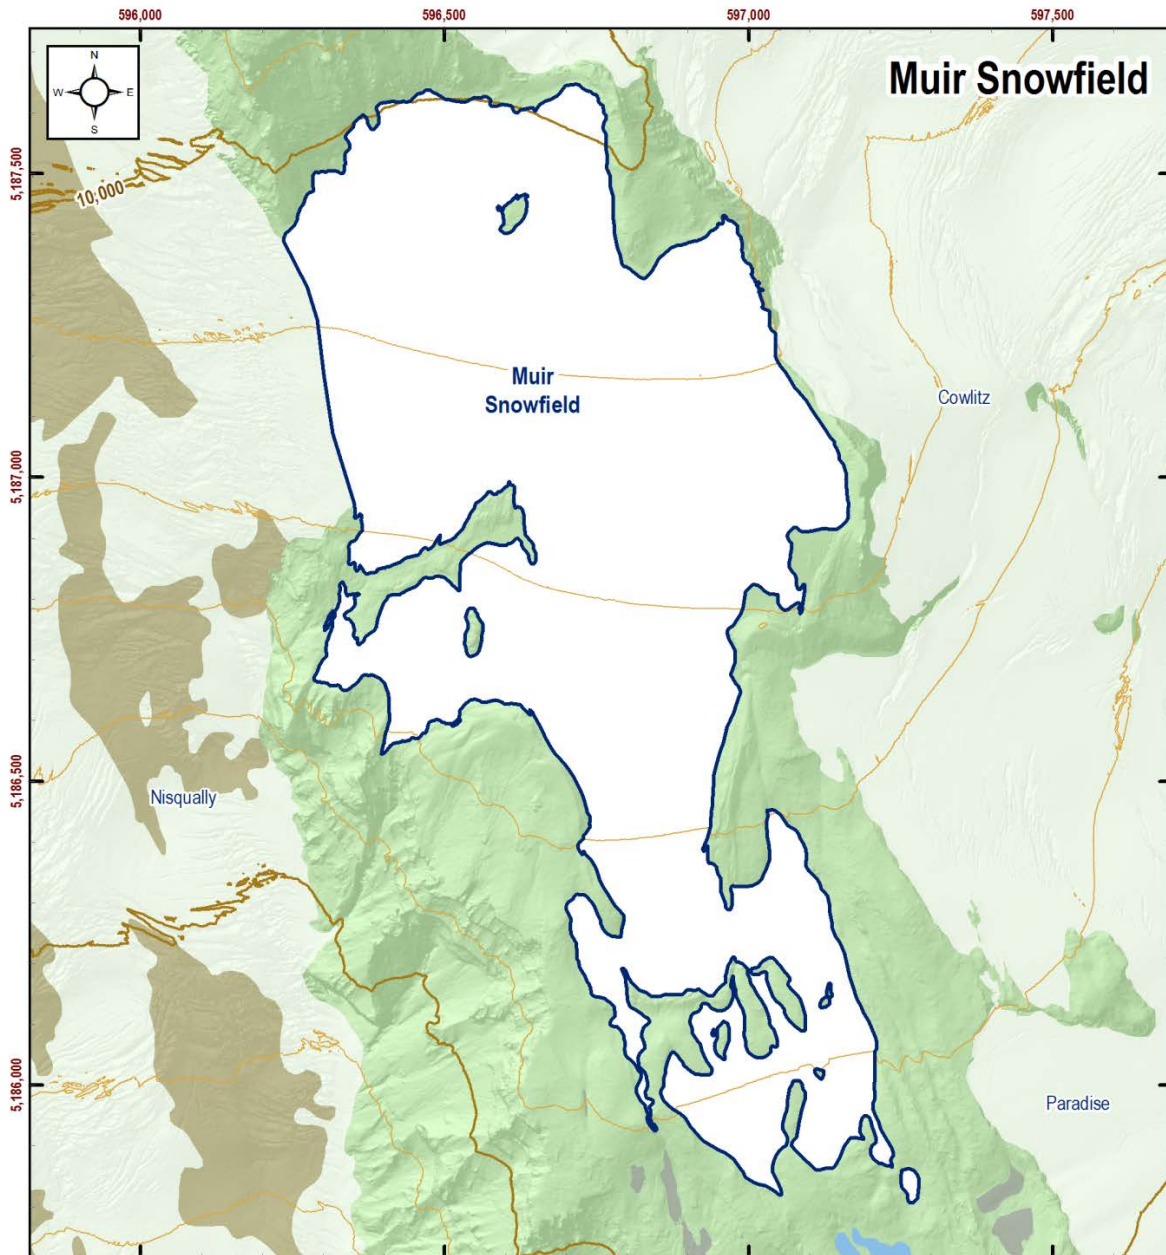 596,000
596,500
597,000
597,500
N
W
E
S
Muir Snowfield
5,187,500
10,000
Muir
Snowfield
Cowlitz
5,187,000
5,186,500
Nisqually
5,186,000
Paradise